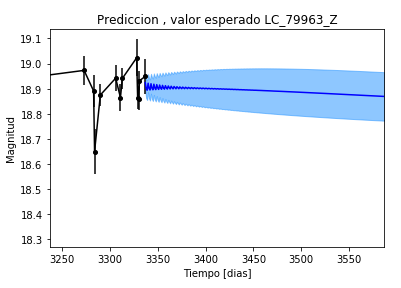 Prediccion , valor esperado LC_79963_Z
Magnitud
19.1
19.0
18.9
18.8
18.7
18.6
18.5
18.4
18.3
3250 3300 3350 3400 3450 3500 3550
Tiempo [dias]